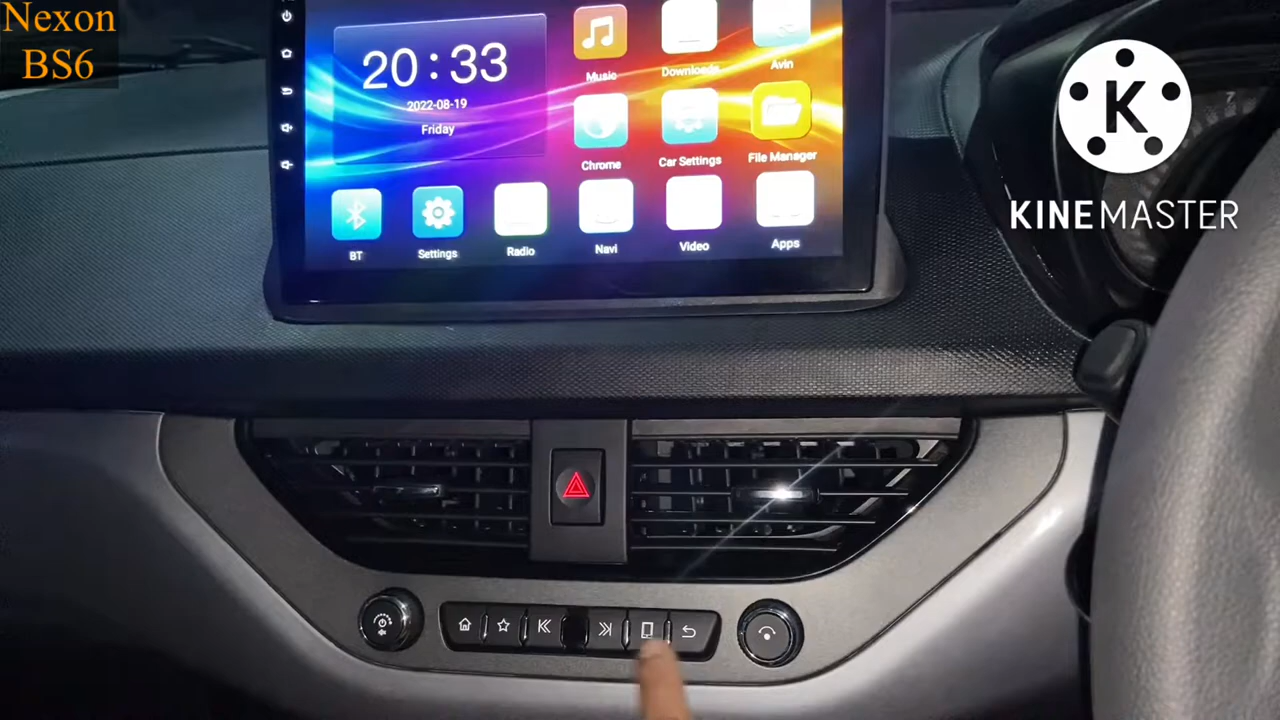 Nexon
BS6
20:33
2022-08-19
Friday
Music
Downloads
Avin
Chrome
Car Settings
File Manager
BT
Settings
Radio
Navi
Video
Apps
K
KINEMASTER
7